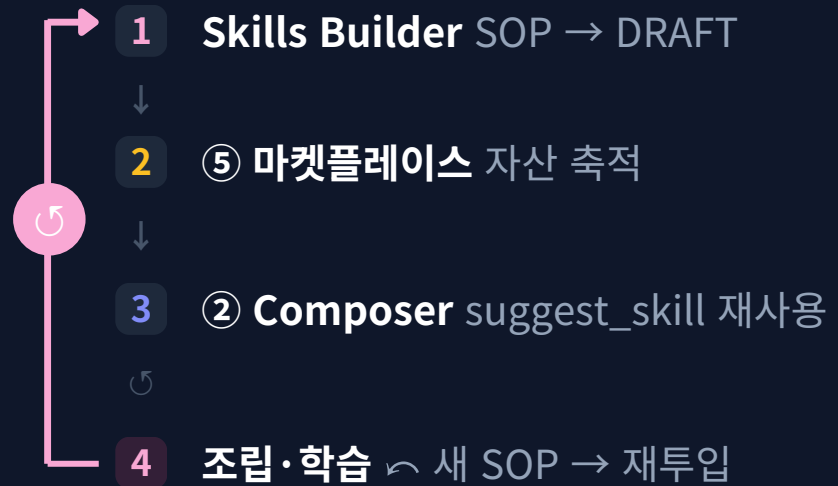 1 Skills Builder SOP → DRAFT
↓
2 ⑤ 마켓플레이스 자산 축적
↓
↺
3 ② Composer suggest_skill 재사용
↺
4 조립·학습 ⤺ 새 SOP → 재투입